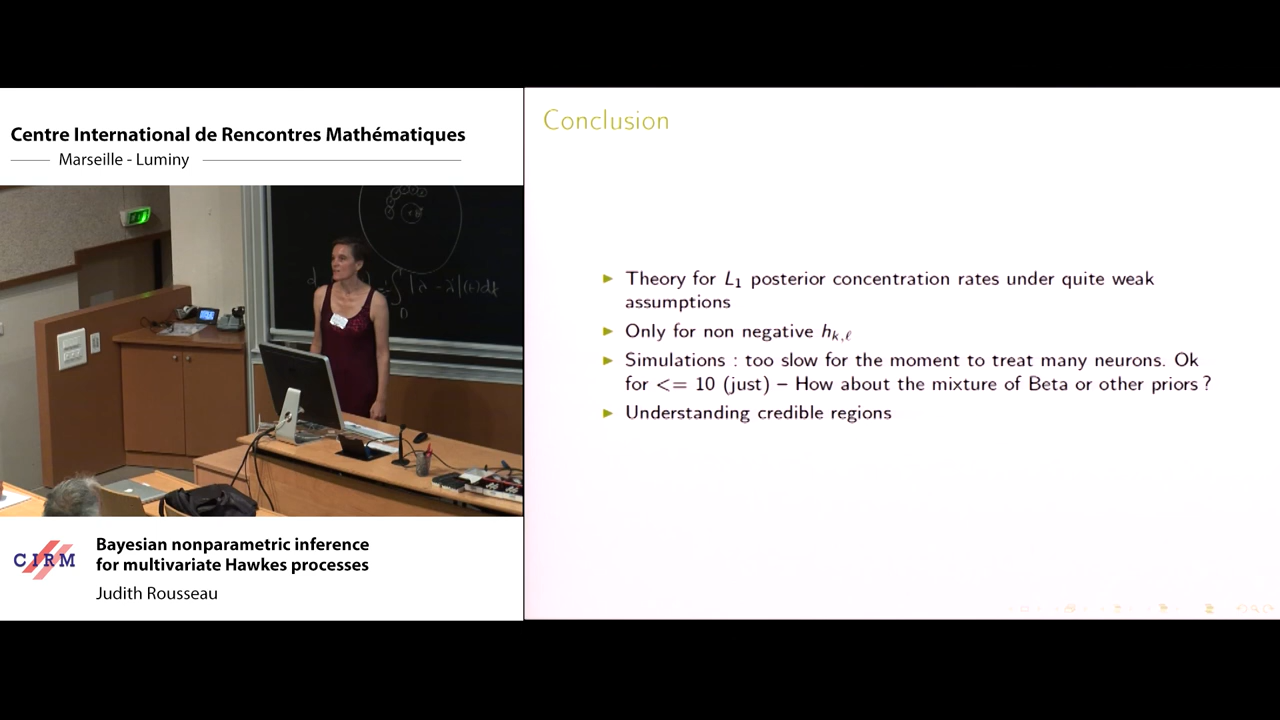 Centre International de Rencontres Mathématiques
Marseille - Luminy
Conclusion
► Theory for L₁ posterior concentration rates under quite weak
assumptions
► Only for non negative hₖ,ℓ
► Simulations : too slow for the moment to treat many neurons. Ok
for <= 10 (just) – How about the mixture of Beta or other priors ?
► Understanding credible regions
CIRM
Bayesian nonparametric inference
for multivariate Hawkes processes
Judith Rousseau